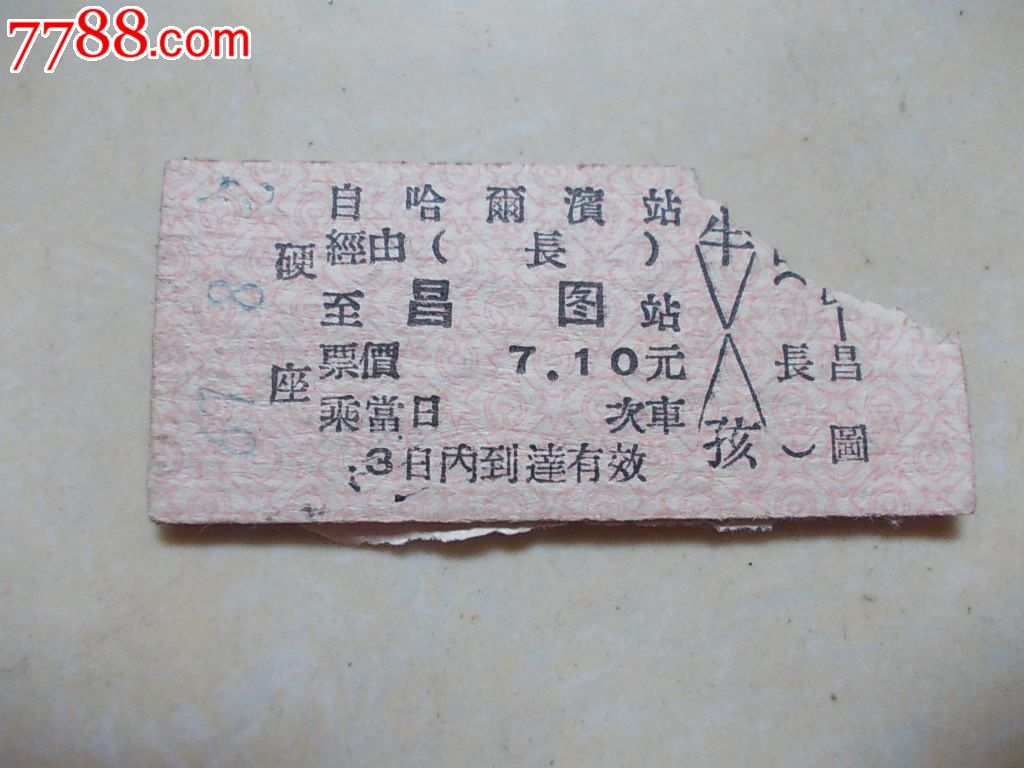 7788.com
自哈爾濱站
經由（長）
至昌图站
票價 7.10元
乘當日 次車
3日內到達有效
硬座
孩
長
昌圖